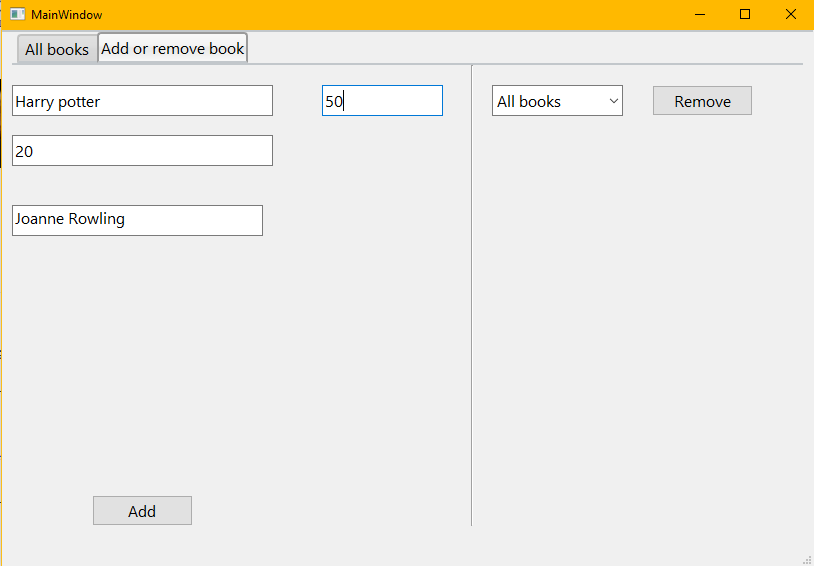 MainWindow
All books
Add or remove book
Harry potter
50
All books
Remove
20
Joanne Rowling
Add